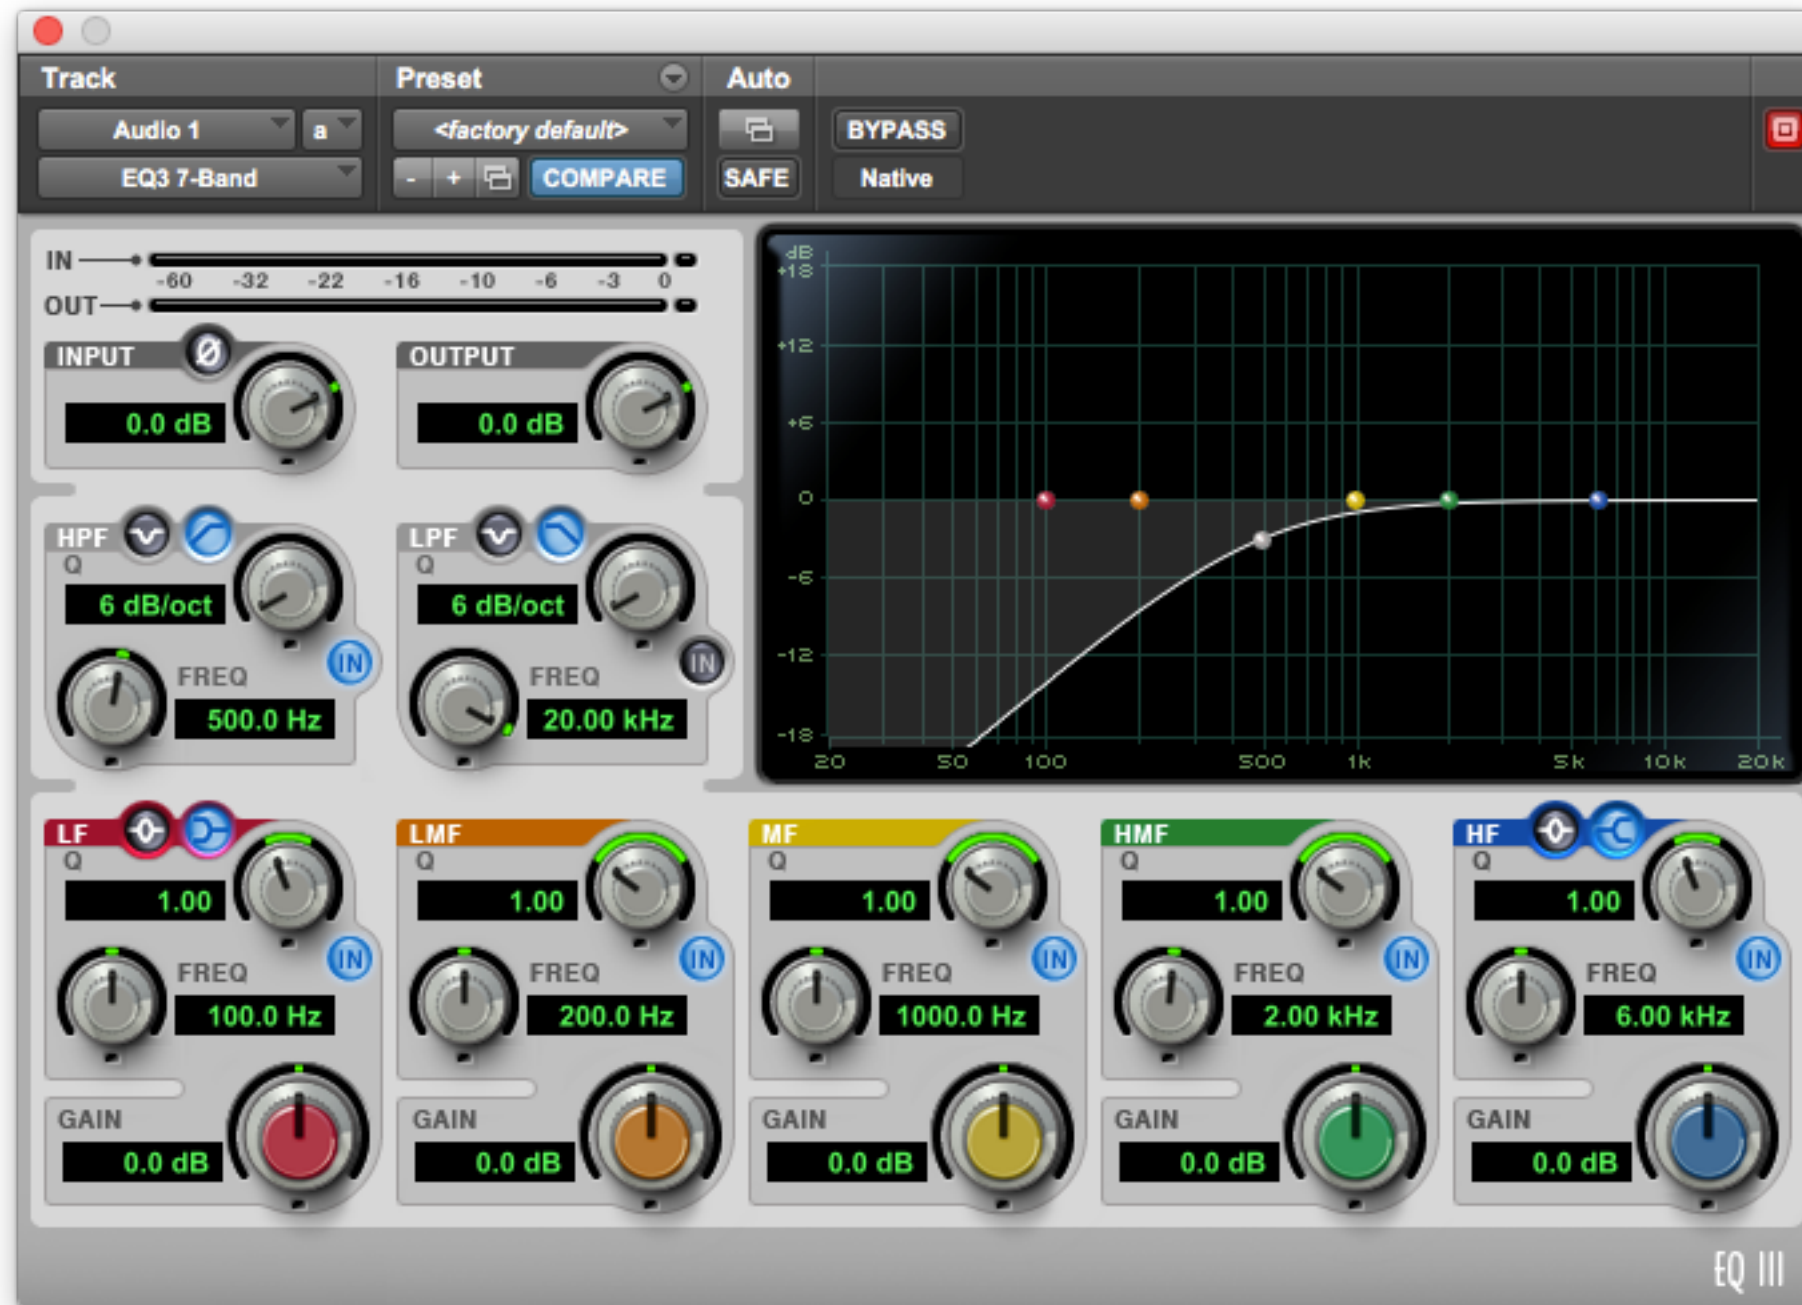 Track Preset Auto
Audio 1 a <factory default> BYPASS
EQ3 7-Band - + COMPARE SAFE Native
IN
-60 -32 -22 -16 -10 -6 -3 0
OUT
INPUT Ø OUTPUT
0.0 dB 0.0 dB
HPF LPF
Q Q
6 dB/oct 6 dB/oct
IN IN
FREQ FREQ
500.0 Hz 20.00 kHz
dB
+18
+12
+6
0
-6
-12
-18
20 50 100 500 1k 5k 10k 20k
LF LMF MF HMF HF
Q Q Q Q Q
1.00 1.00 1.00 1.00 1.00
IN IN IN IN IN
FREQ FREQ FREQ FREQ FREQ
100.0 Hz 200.0 Hz 1000.0 Hz 2.00 kHz 6.00 kHz
GAIN GAIN GAIN GAIN GAIN
0.0 dB 0.0 dB 0.0 dB 0.0 dB 0.0 dB
EQ III